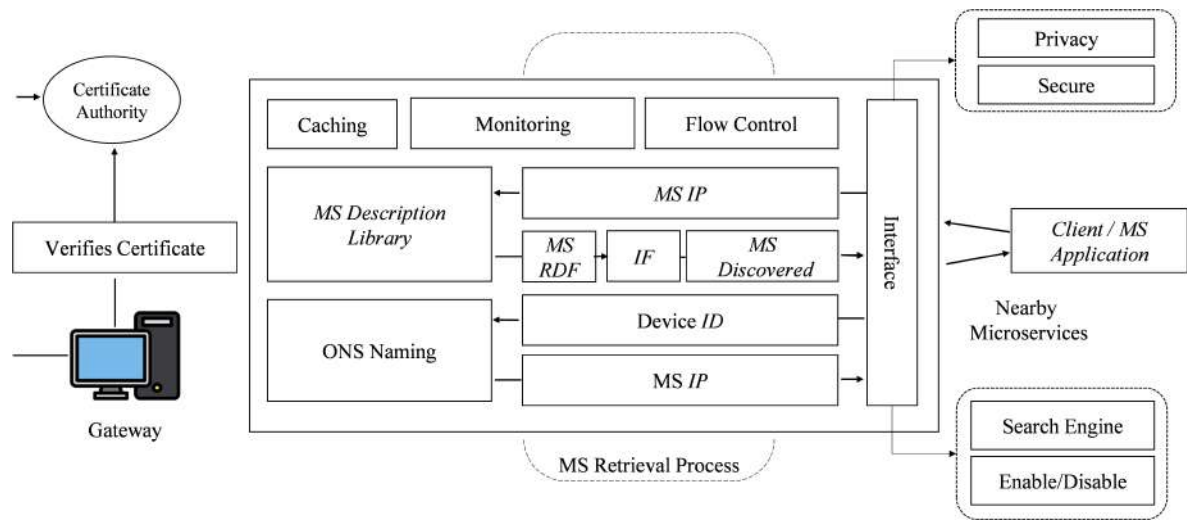 Certificate
Authority
Verifies Certificate
Gateway
Caching
Monitoring
Flow Control
MS Description
Library
MS IP
MS
RDF
IF
MS
Discovered
ONS Naming
Device ID
MS IP
Interface
MS Retrieval Process
Privacy
Secure
Client / MS
Application
Nearby
Microservices
Search Engine
Enable/Disable